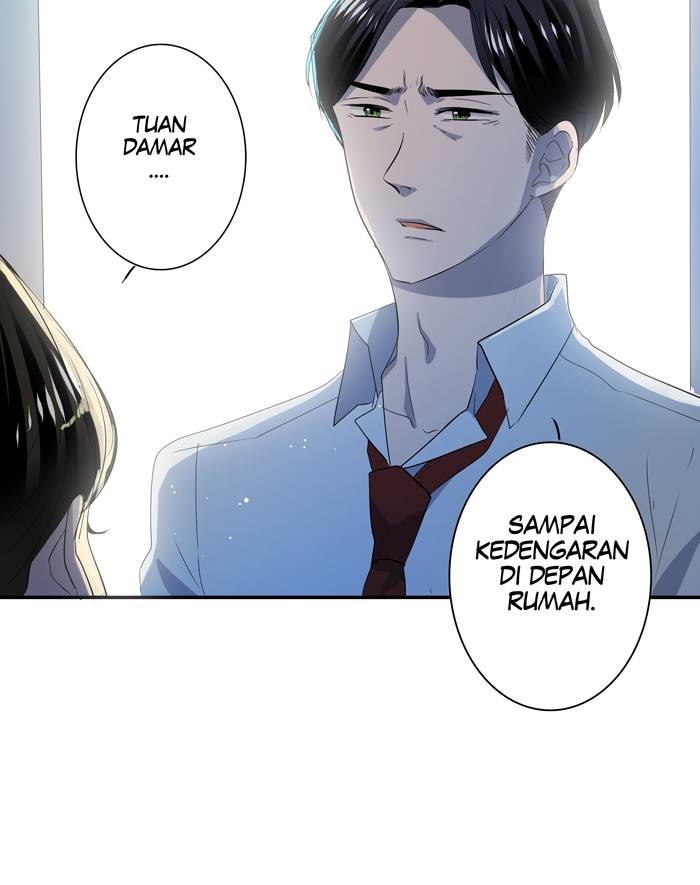 TUAN
DAMAR
....
SAMPAI
KEDENGARAN
DI DEPAN
RUMAH.